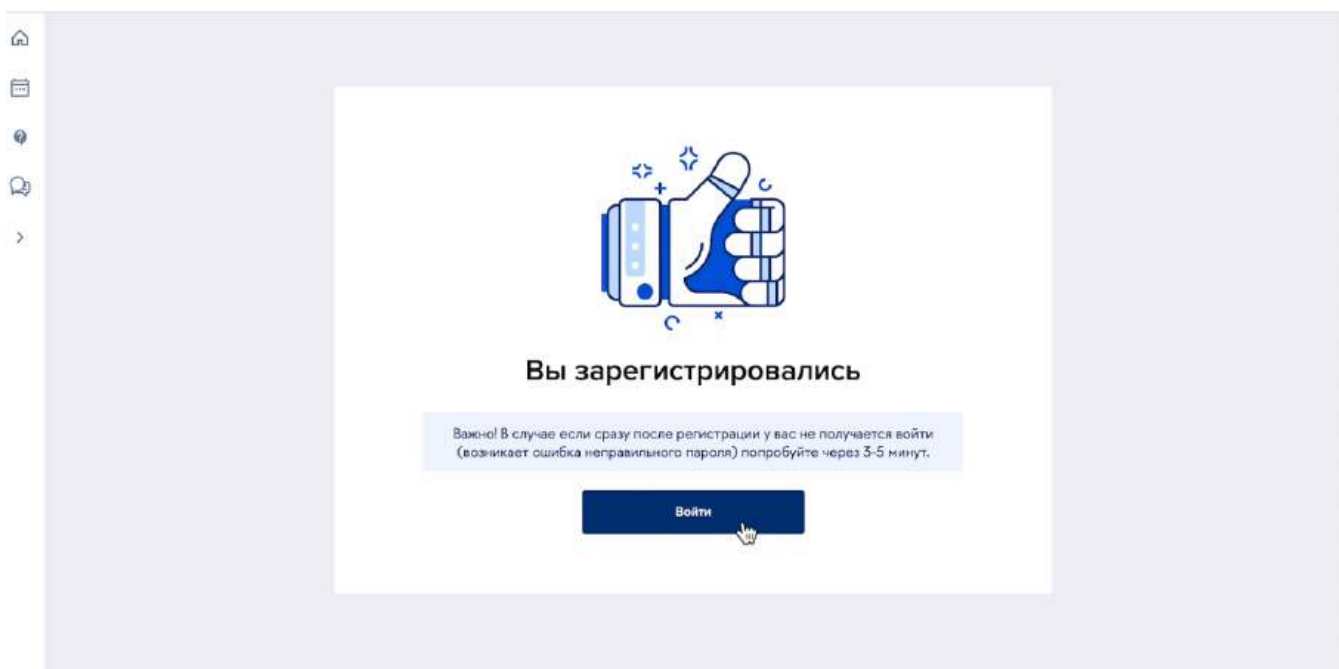 Вы зарегистрировались
Важно! В случае если сразу после регистрации у вас не получается войти
(возникает ошибка неправильного пароля) попробуйте через 3-5 минут.
Войти